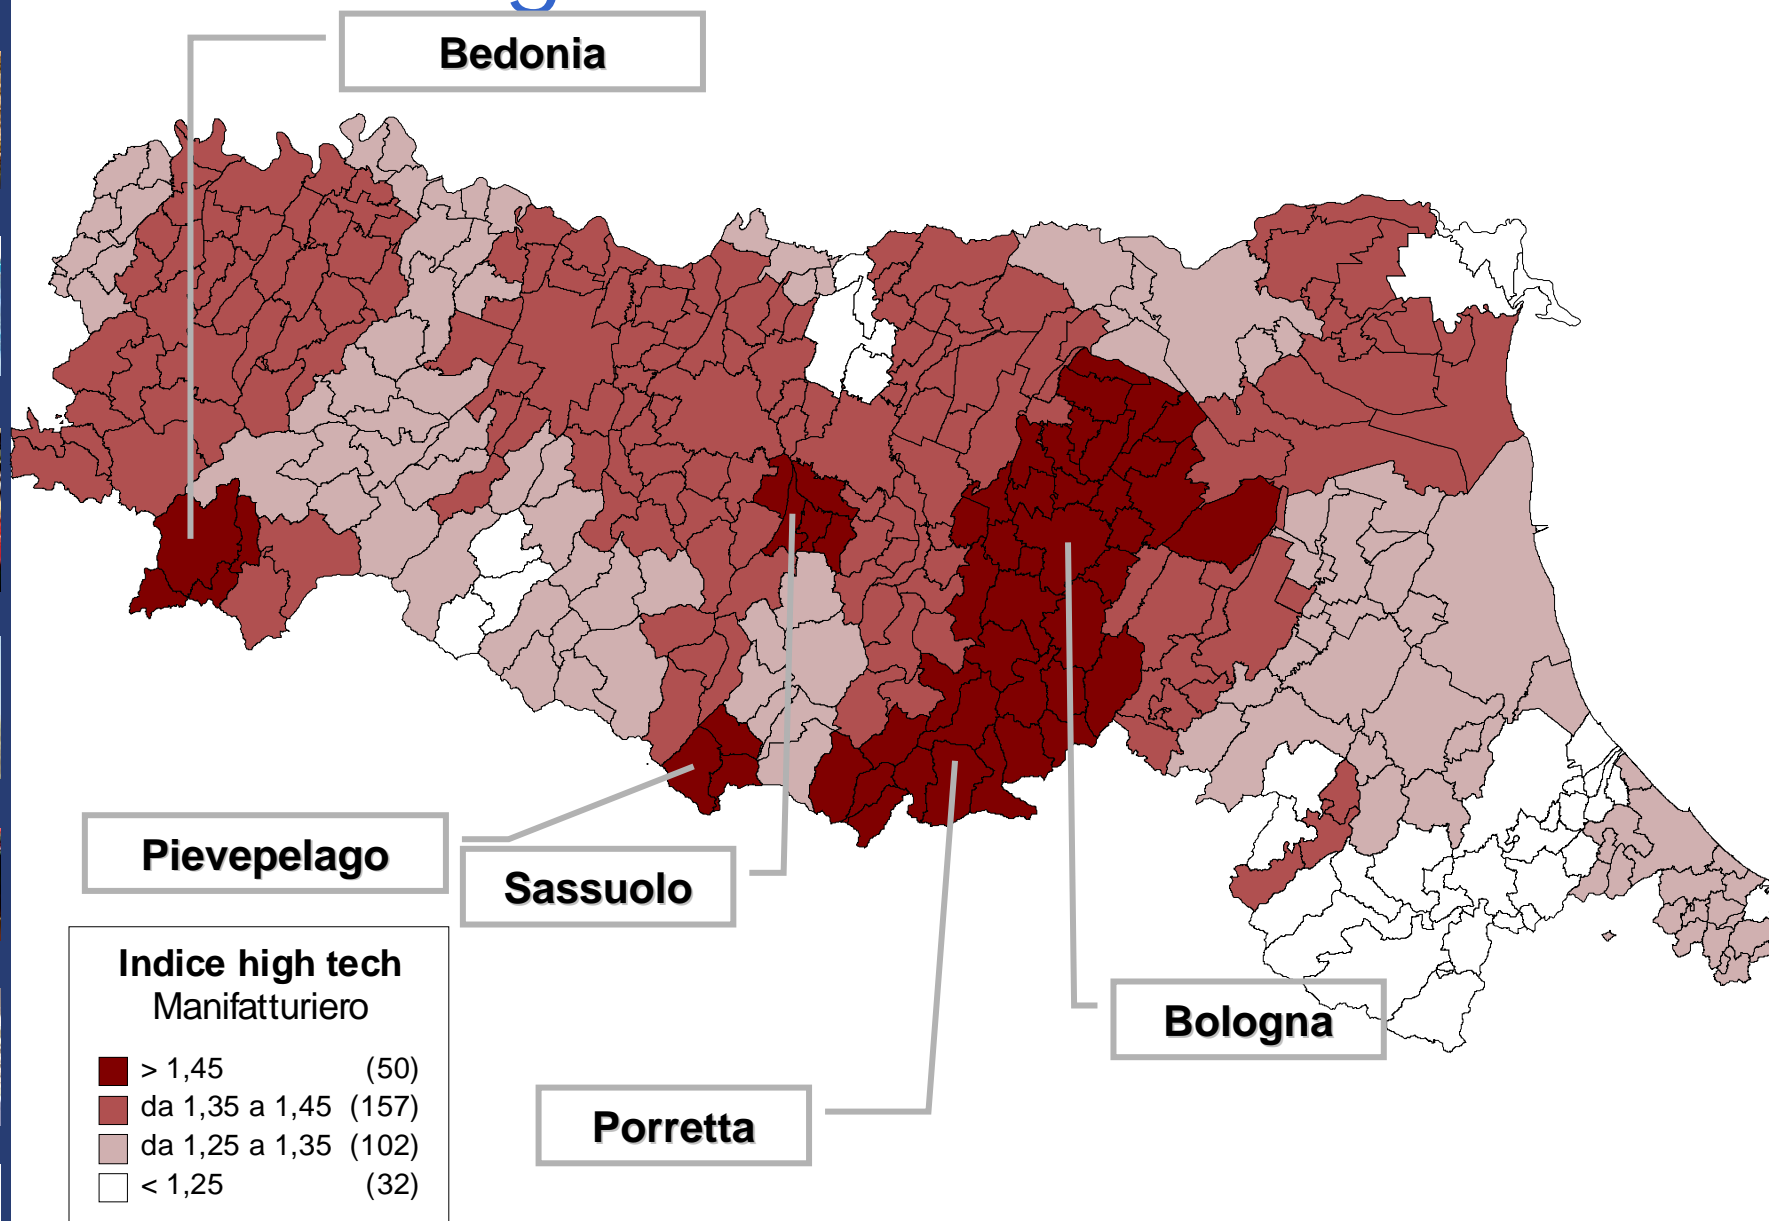 Bedonia
Pievepelago
Sassuolo
Bologna
Porretta
Indice high tech
Manifatturiero
> 1,45 (50)
da 1,35 a 1,45 (157)
da 1,25 a 1,35 (102)
< 1,25 (32)